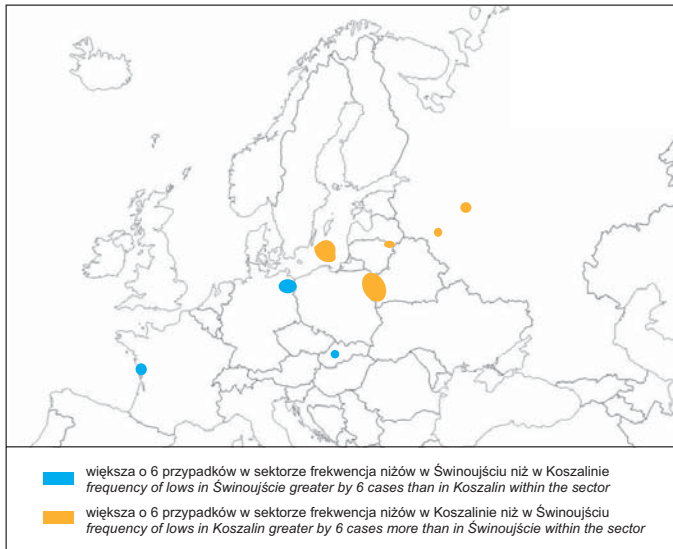 większa o 6 przypadków w sektorze frekwencja niżów w Świnoujściu niż w Koszalinie
frequency of lows in Świnoujście greater by 6 cases than in Koszalin within the sector
większa o 6 przypadków w sektorze frekwencja niżów w Koszalinie niż w Świnoujściu
frequency of lows in Koszalin greater by 6 cases more than in Świnoujście within the sector